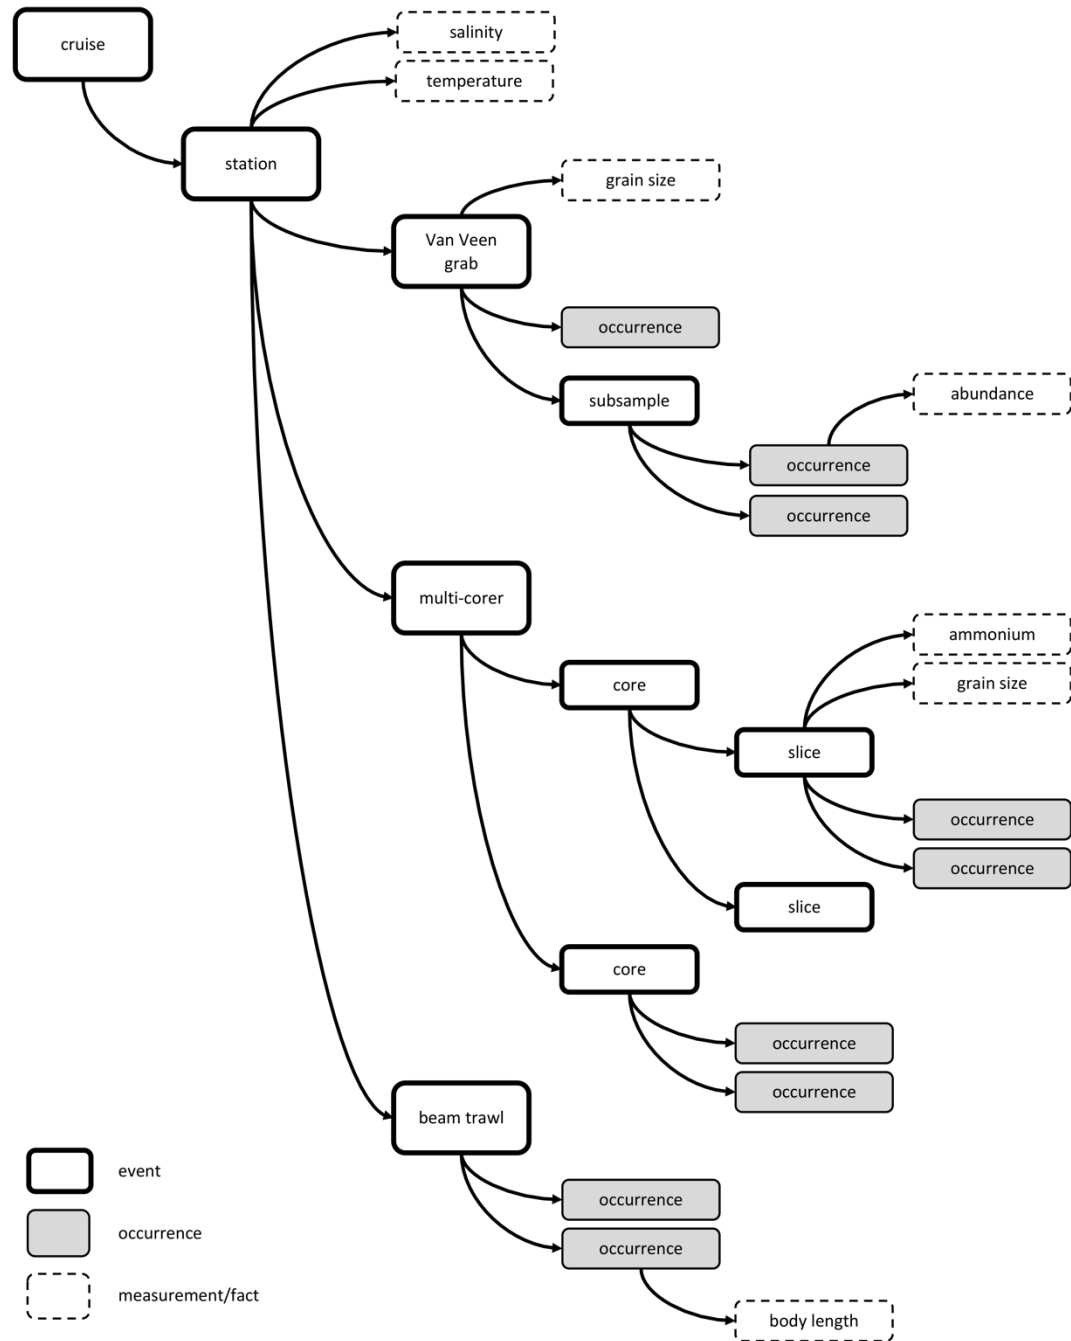 cruise
salinity
temperature
station
grain size
Van Veen
grab
occurrence
subsample
abundance
occurrence
occurrence
multi-corer
ammonium
core
grain size
slice
occurrence
occurrence
slice
core
occurrence
occurrence
beam trawl
event
occurrence
occurrence
occurrence
measurement/fact
body length